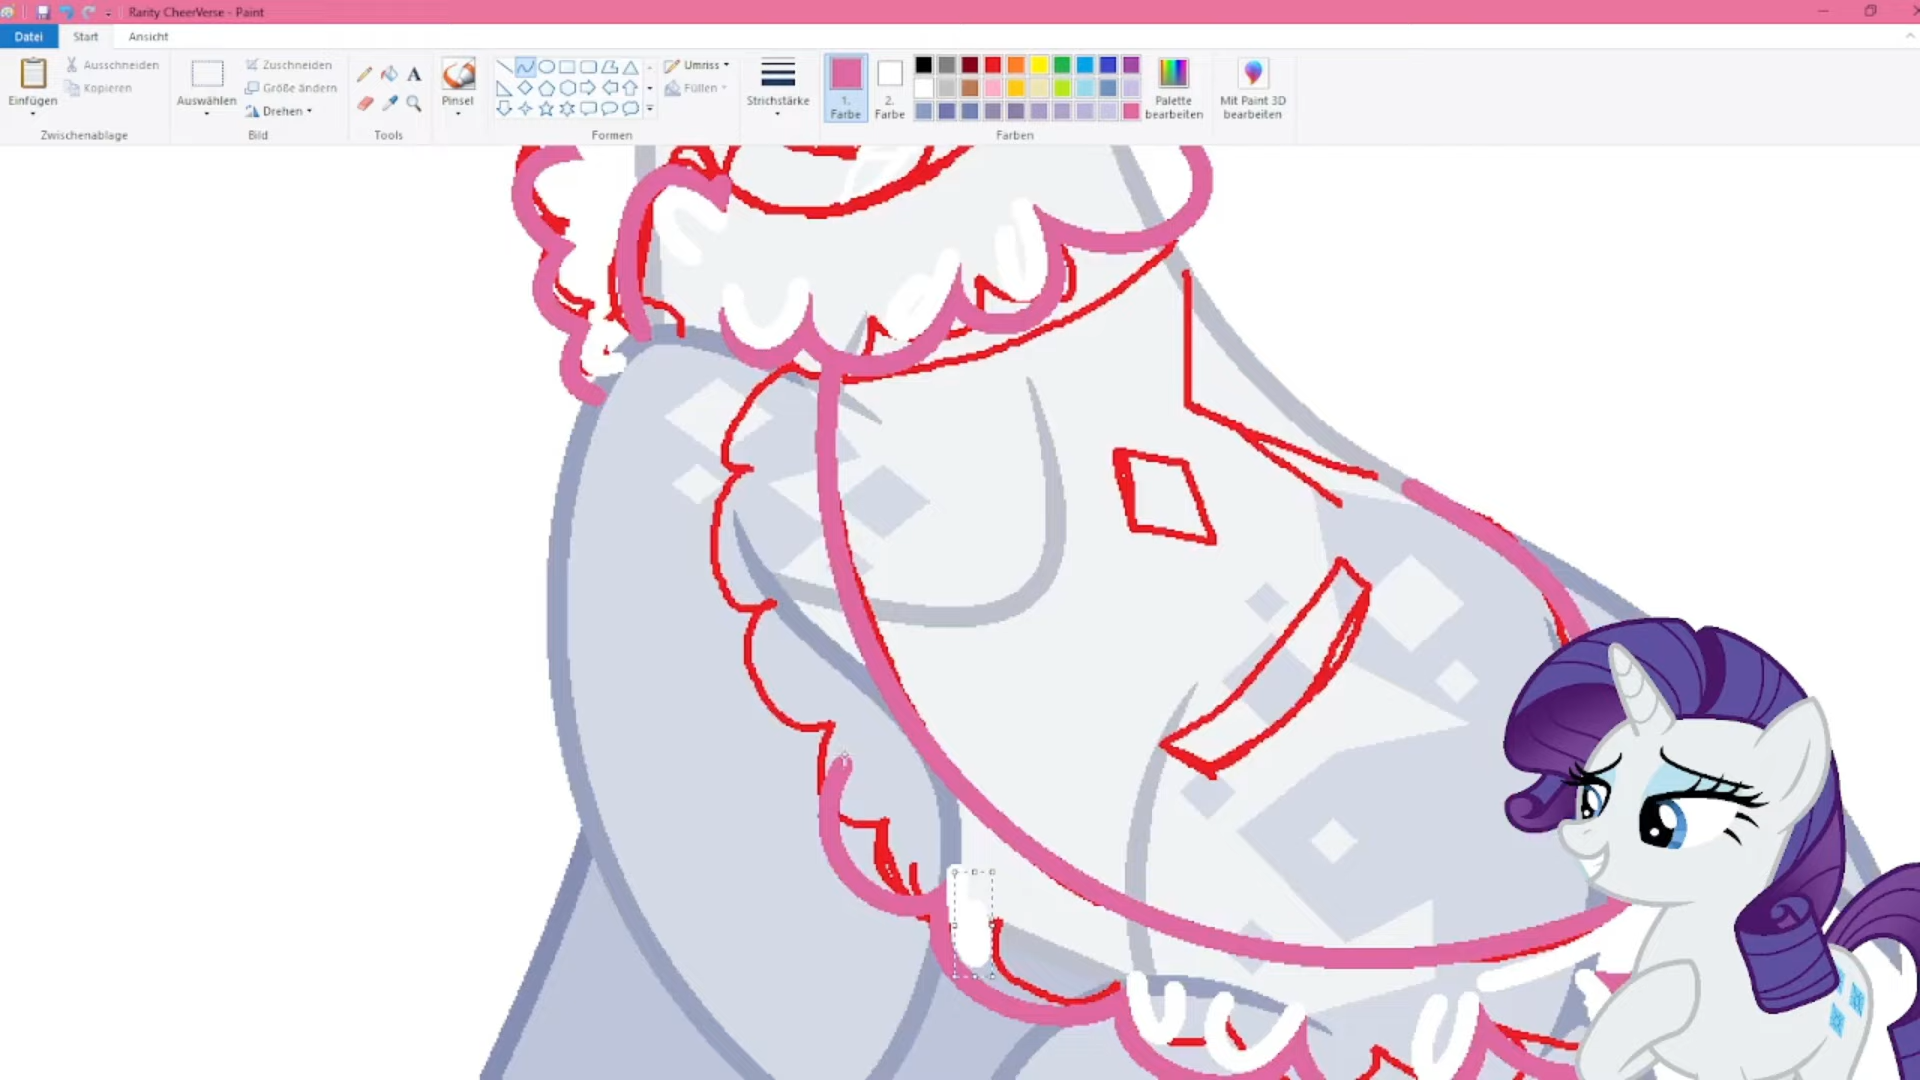 Rarity CheerVerse - Paint
Datei Start Ansicht
Einfügen
Ausschneiden
Kopieren
Zwischenablage
Auswählen
Zuschneiden
Größe ändern
Drehen
Bild
A
Tools
Pinsel
Umriss
Füllen
Formen
Strichstärke
1.
Farbe
2.
Farbe
Palette
bearbeiten
Farben
Mit Paint 3D
bearbeiten